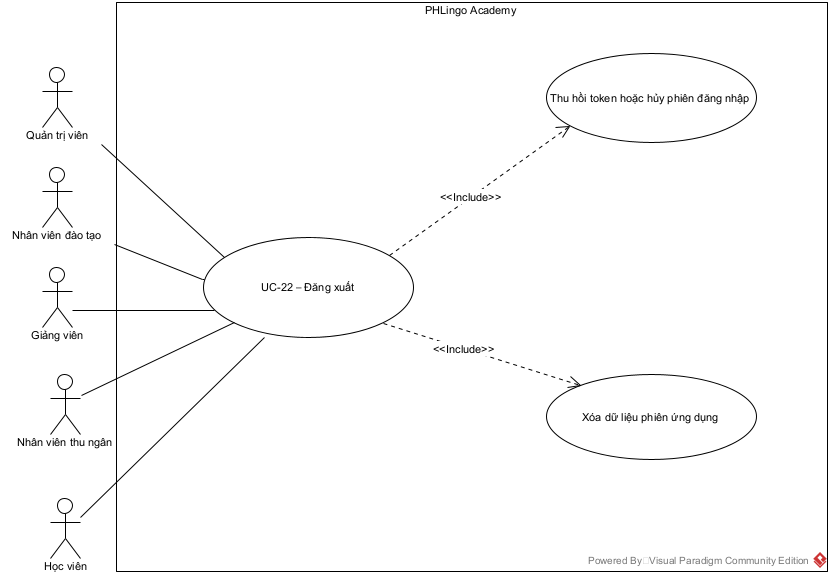 PHLingo Academy
Quản trị viên
Thu hồi token hoặc hủy phiên đăng nhập
<<Include>>
Nhân viên đào tạo
UC-22 – Đăng xuất
Giảng viên
<<Include>>
Nhân viên thu ngân
Xóa dữ liệu phiên ứng dụng
Học viên
Powered By Visual Paradigm Community Edition